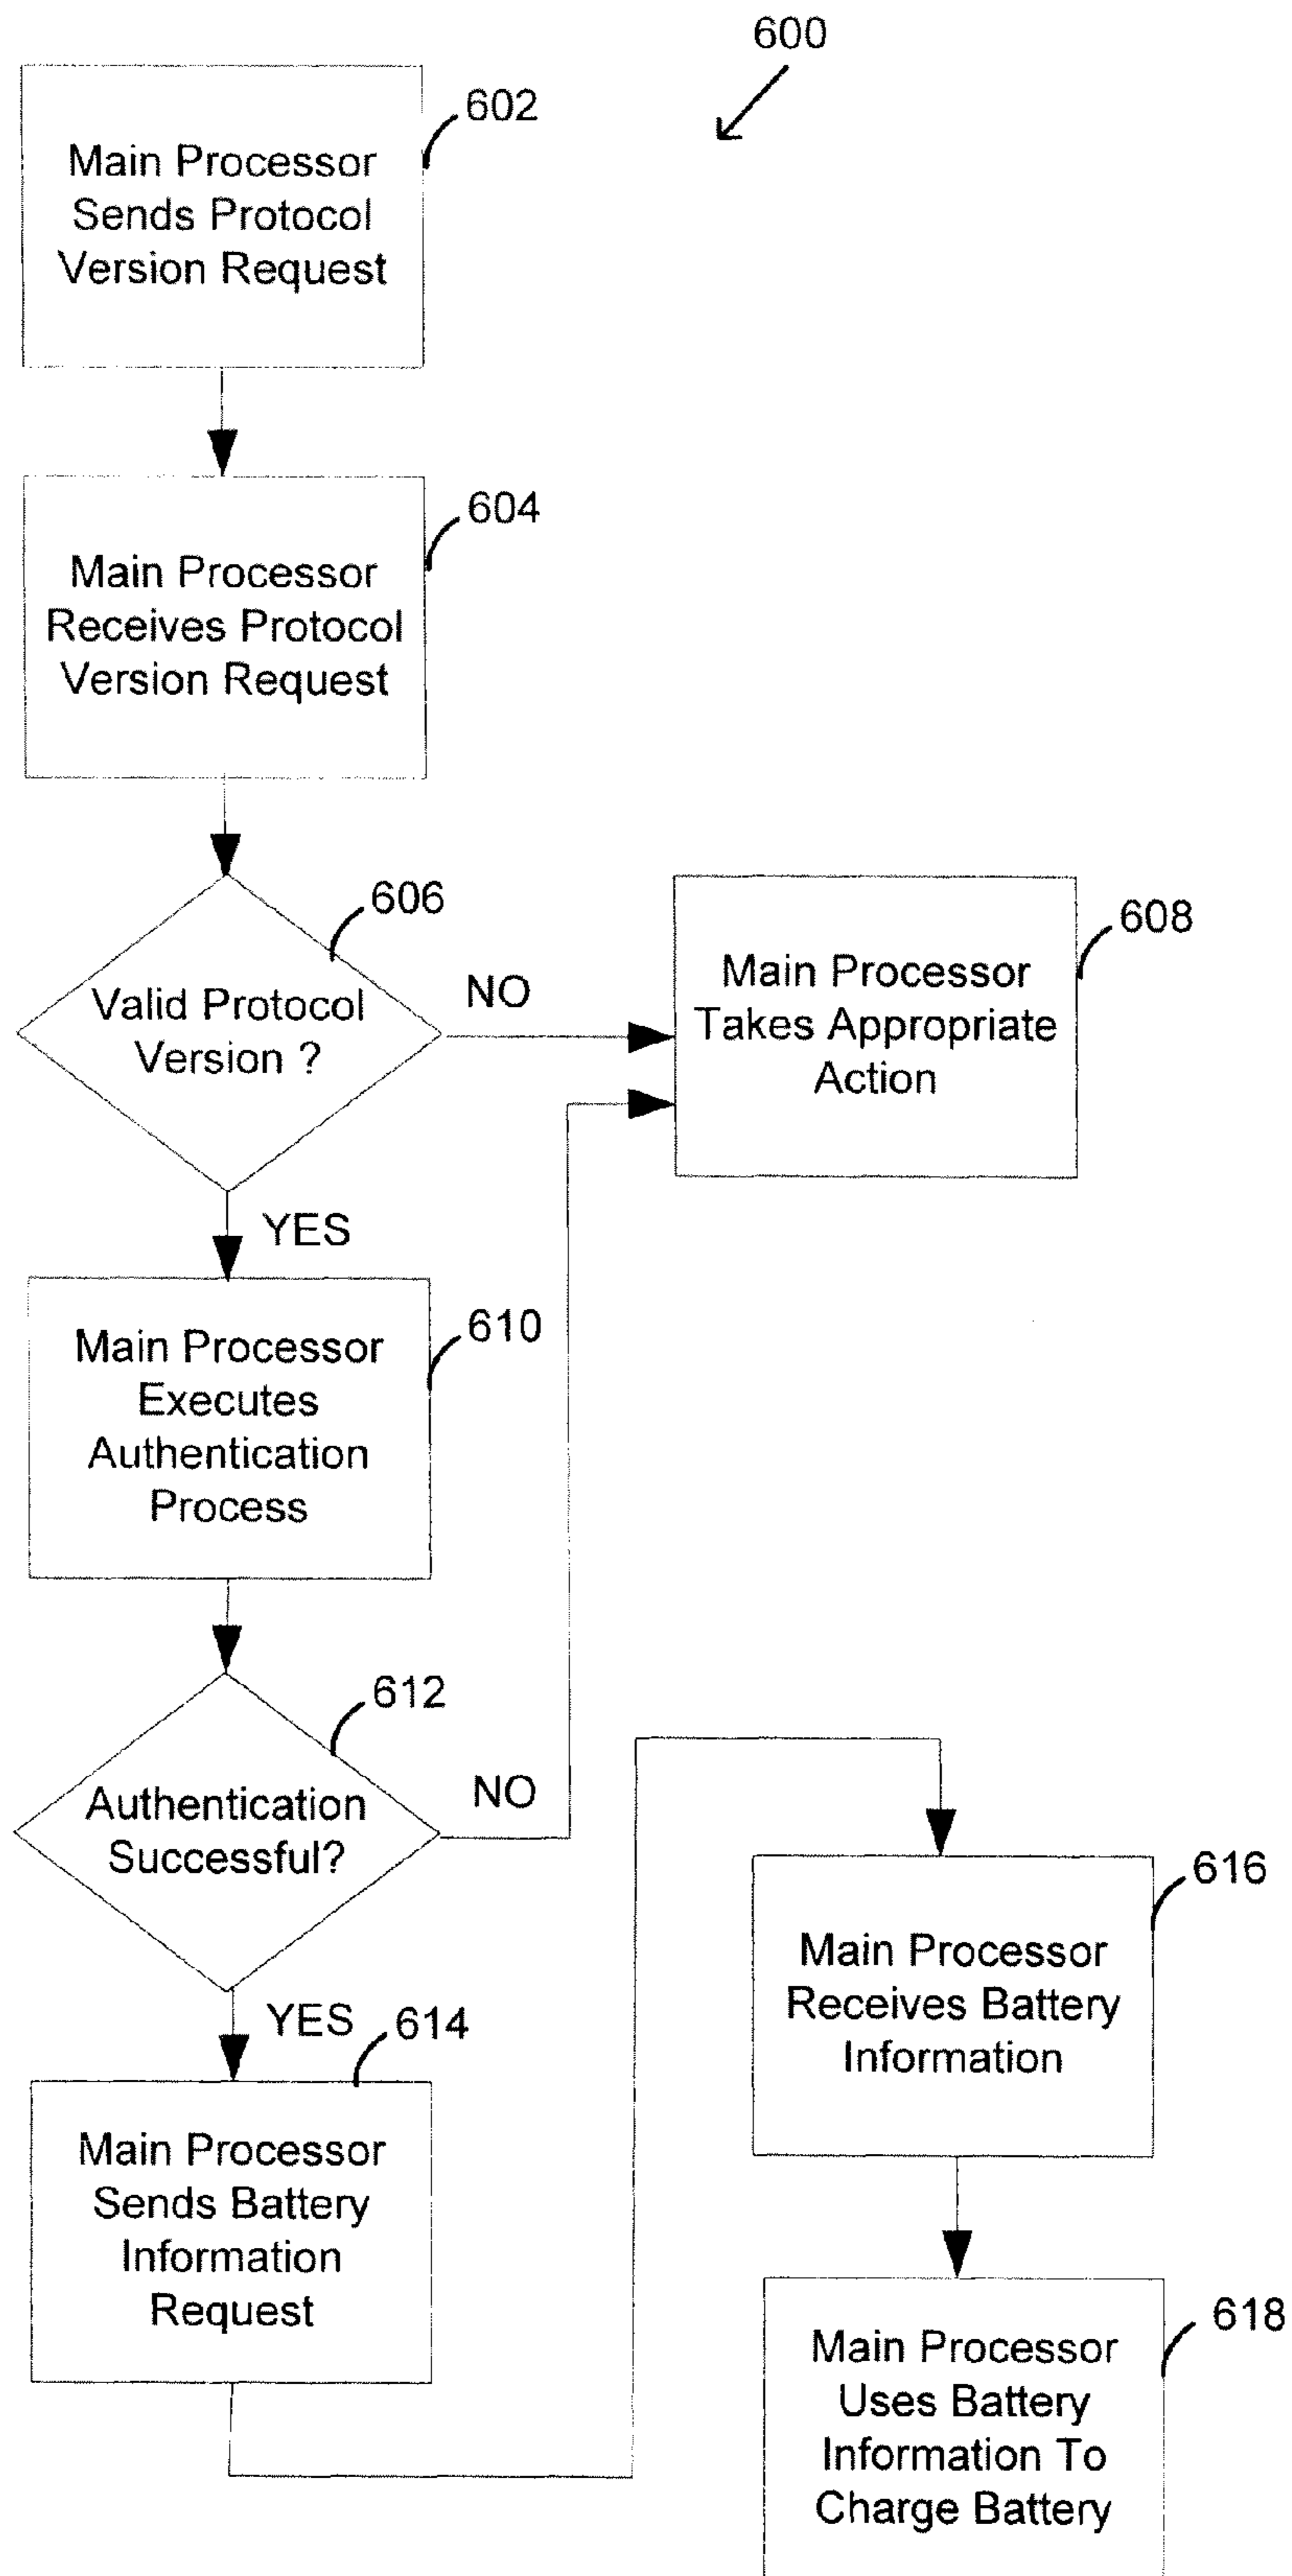 600
602
Main Processor
Sends Protocol
Version Request
604
Main Processor
Receives Protocol
Version Request
606
Valid Protocol
Version ?
NO
608
Main Processor
Takes Appropriate
Action
YES
610
Main Processor
Executes
Authentication
Process
612
Authentication
Successful?
NO
YES
614
Main Processor
Sends Battery
Information
Request
616
Main Processor
Receives Battery
Information
618
Main Processor
Uses Battery
Information To
Charge Battery